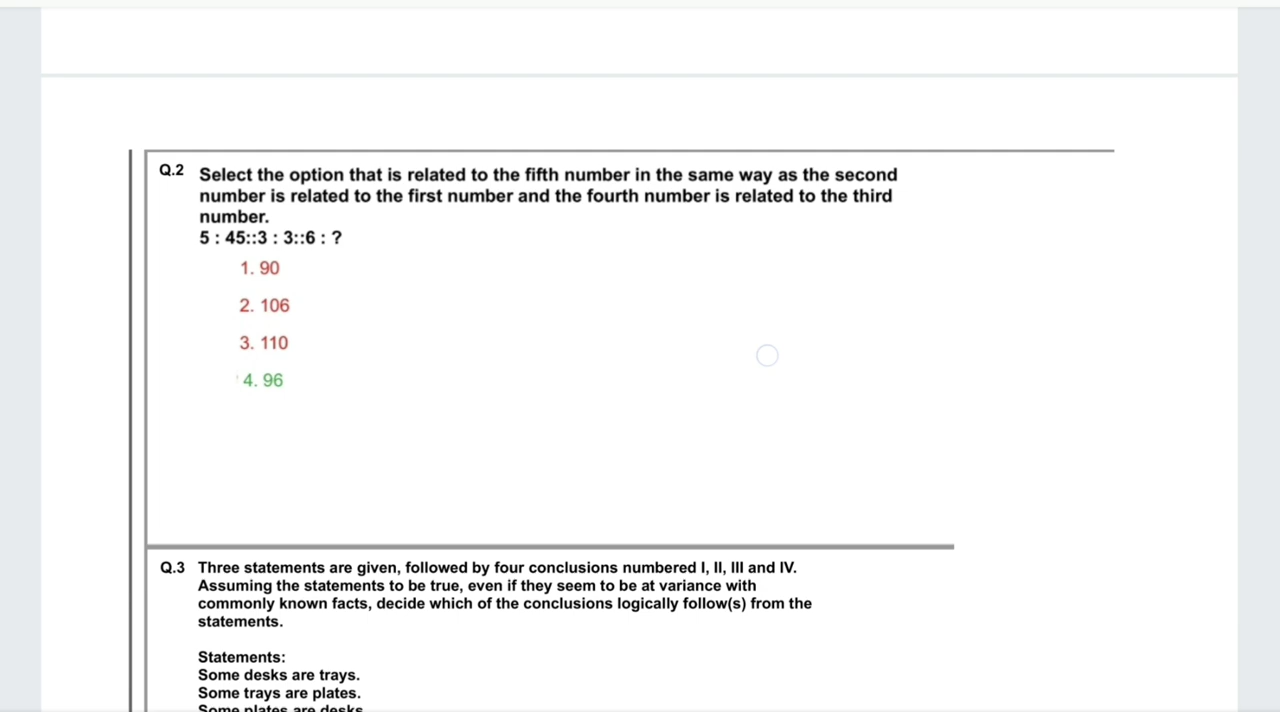 Q.2 Select the option that is related to the fifth number in the same way as the second
number is related to the first number and the fourth number is related to the third
number.
5 : 45::3 : 3::6 : ?
1. 90
2. 106
3. 110
4. 96
Q.3 Three statements are given, followed by four conclusions numbered I, II, III and IV.
Assuming the statements to be true, even if they seem to be at variance with
commonly known facts, decide which of the conclusions logically follow(s) from the
statements.
Statements:
Some desks are trays.
Some trays are plates.
Some plates are desks